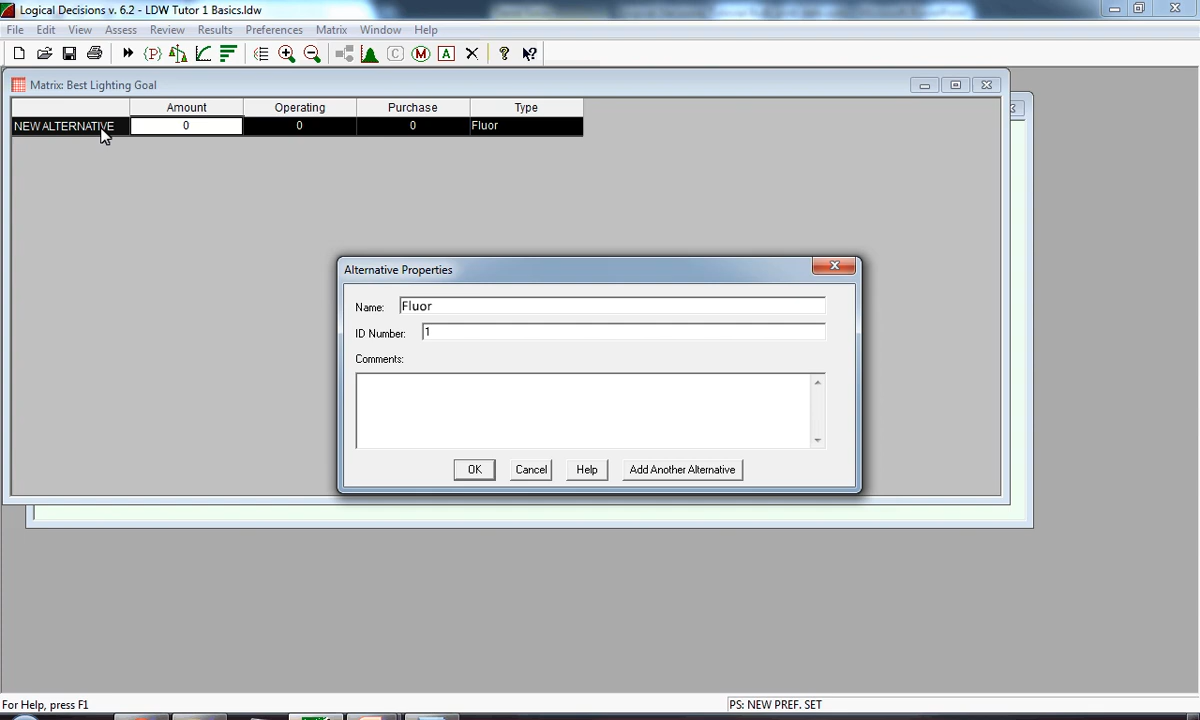 Logical Decisions v. 6.2 - LDW Tutor 1 Basics.ldw
File Edit View Assess Review Results Preferences Matrix Window Help
{P} C M A ? ?
Matrix: Best Lighting Goal
Amount Operating Purchase Type
NEW ALTERNATIVE 0 0 0 Fluor
Alternative Properties
Name: Fluor
ID Number: 1
Comments:
OK Cancel Help Add Another Alternative
For Help, press F1 PS: NEW PREF. SET